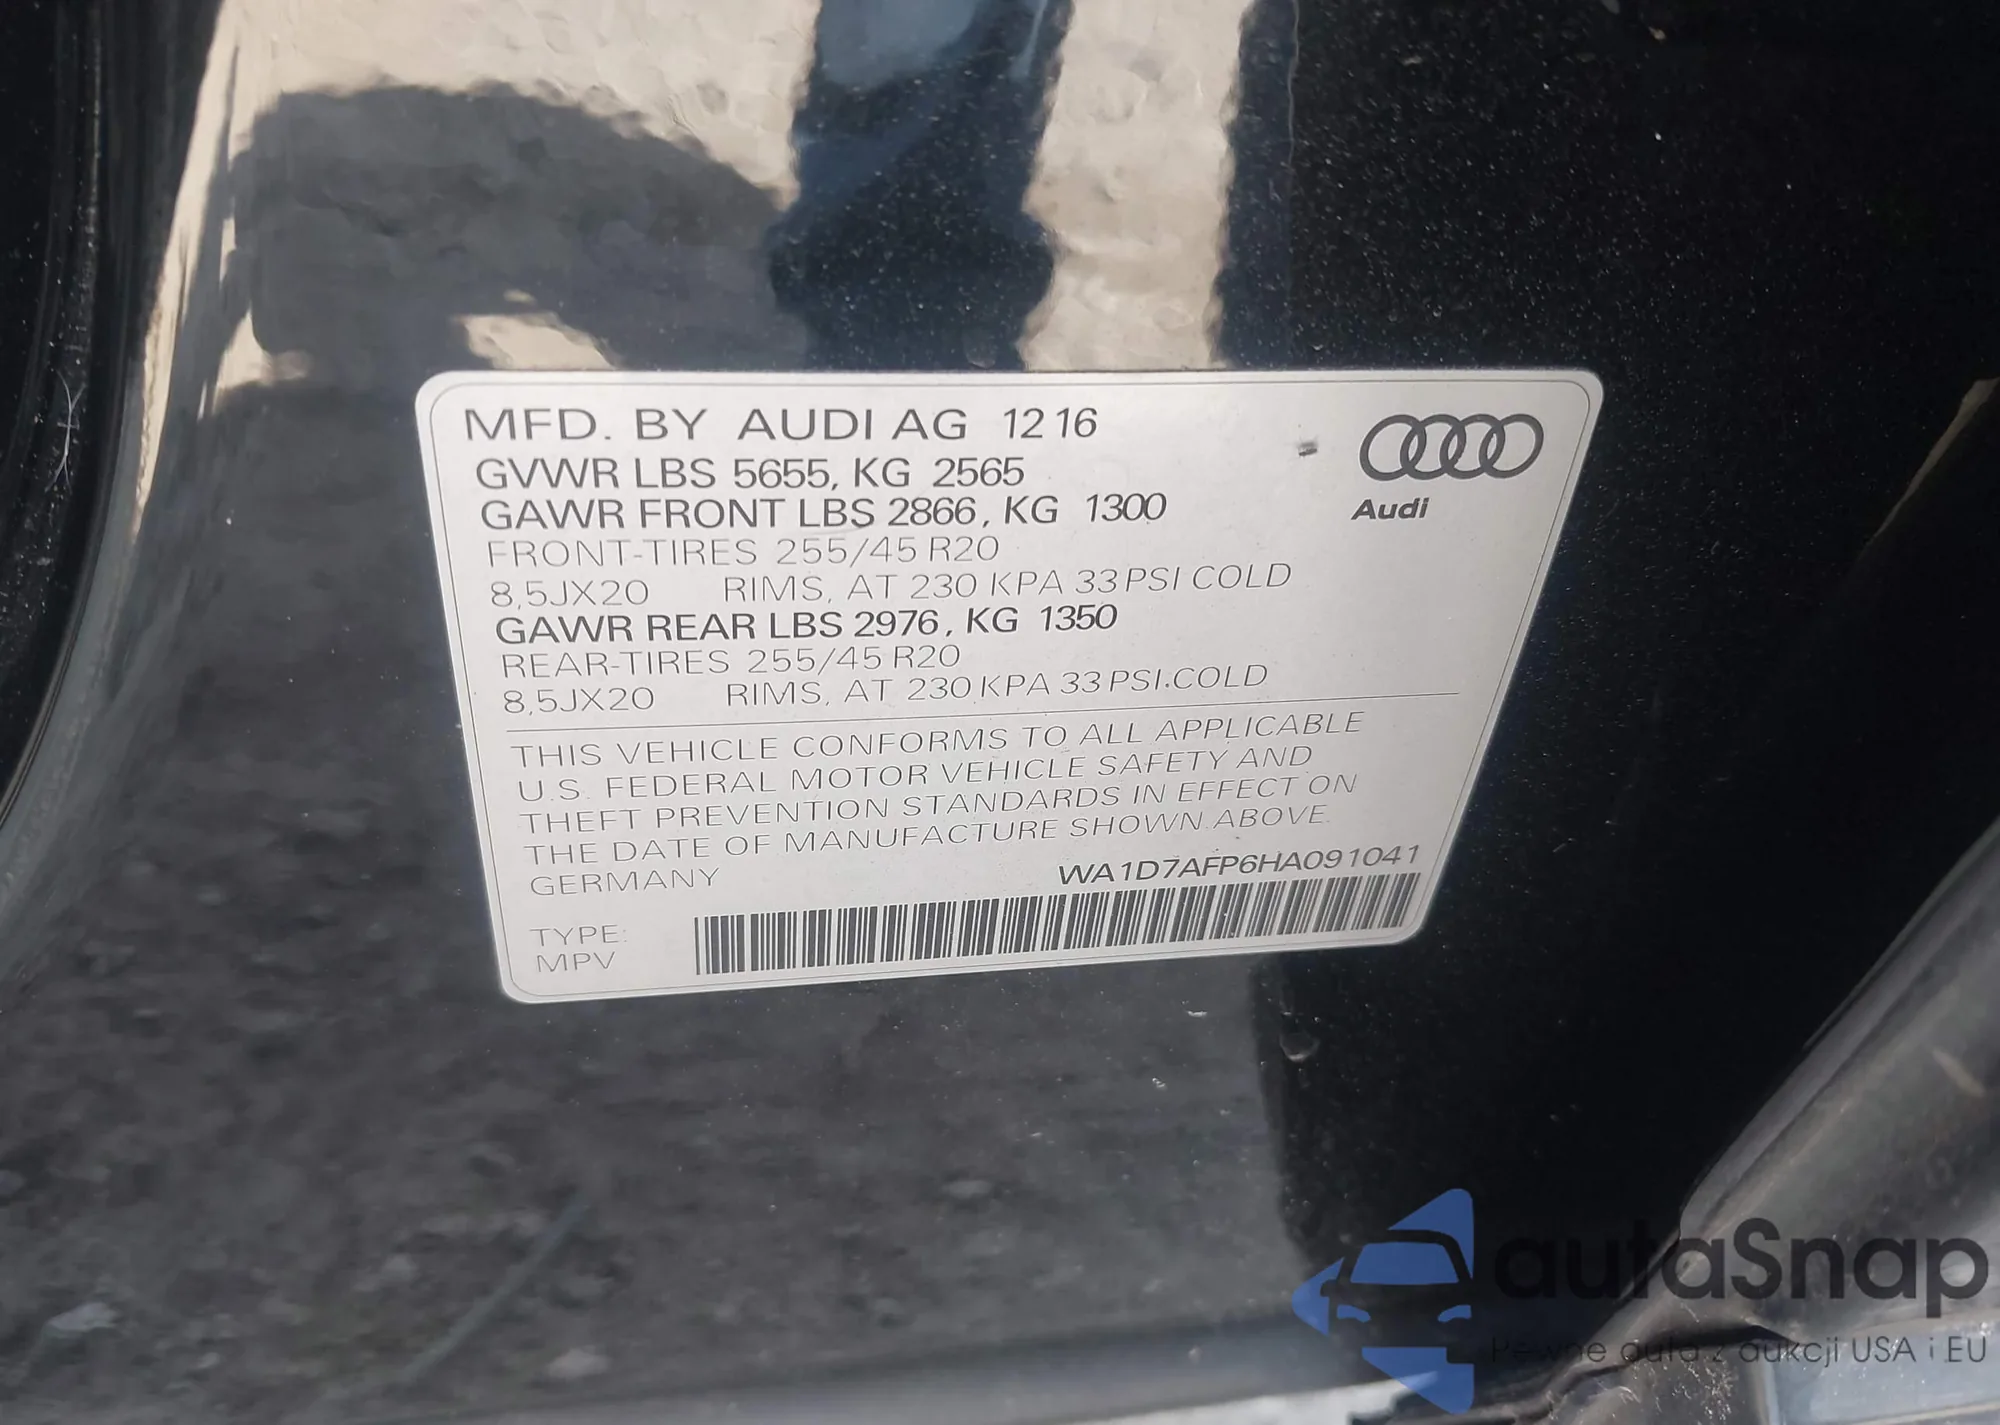 MFD. BY AUDI AG 12 16
GVWR LBS 5655, KG 2565
GAWR FRONT LBS 2866, KG 1300
FRONT-TIRES 255/45 R20
8,5JX20 RIMS, AT 230 KPA 33 PSI COLD
GAWR REAR LBS 2976, KG 1350
REAR-TIRES 255/45 R20
8,5JX20 RIMS, AT 230 KPA 33 PSI.COLD
Audi
THIS VEHICLE CONFORMS TO ALL APPLICABLE
U.S. FEDERAL MOTOR VEHICLE SAFETY AND
THEFT PREVENTION STANDARDS IN EFFECT ON
THE DATE OF MANUFACTURE SHOWN ABOVE.
GERMANY
WA1D7AFP6HA091041
TYPE:
MPV
autaSnap
Pewne auta z aukcji USA i EU